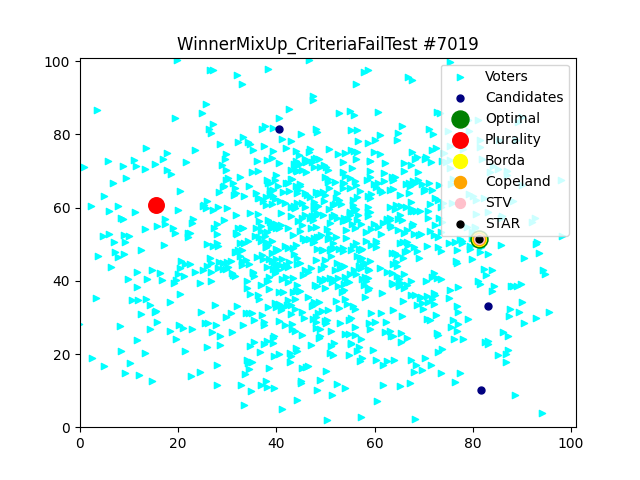 WinnerMixUp_CriteriaFailTest #7019
100
80
60
40
20
0
0
20
40
60
80
100
Voters
Candidates
Optimal
Plurality
Borda
Copeland
STV
STAR